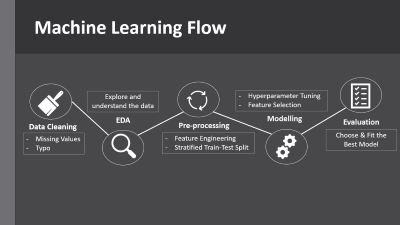 Machine Learning Flow
Data Cleaning
- Missing Values
- Typo
Explore and
understand the data
EDA
Pre-processing
- Feature Engineering
- Stratified Train-Test Split
- Hyperparameter Tuning
- Feature Selection
Modelling
Evaluation
Choose & Fit the
Best Model